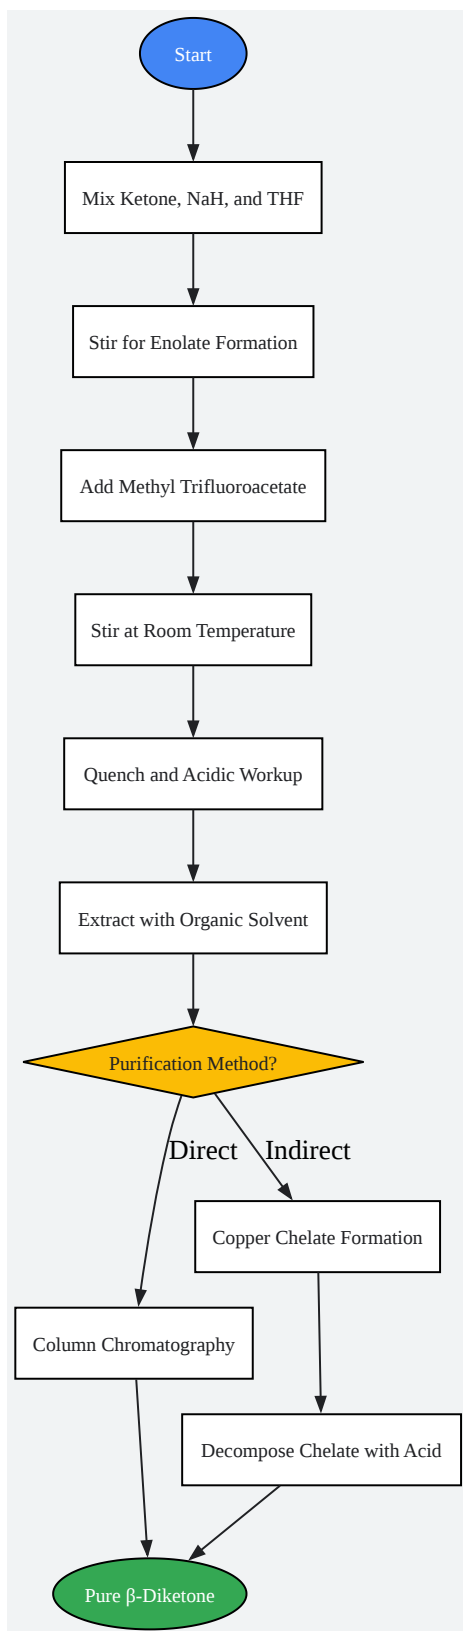 Start
Mix Ketone, NaH, and THF
Stir for Enolate Formation
Add Methyl Trifluoroacetate
Stir at Room Temperature
Quench and Acidic Workup
Extract with Organic Solvent
Purification Method?
Direct
Indirect
Copper Chelate Formation
Column Chromatography
Decompose Chelate with Acid
Pure β-Diketone